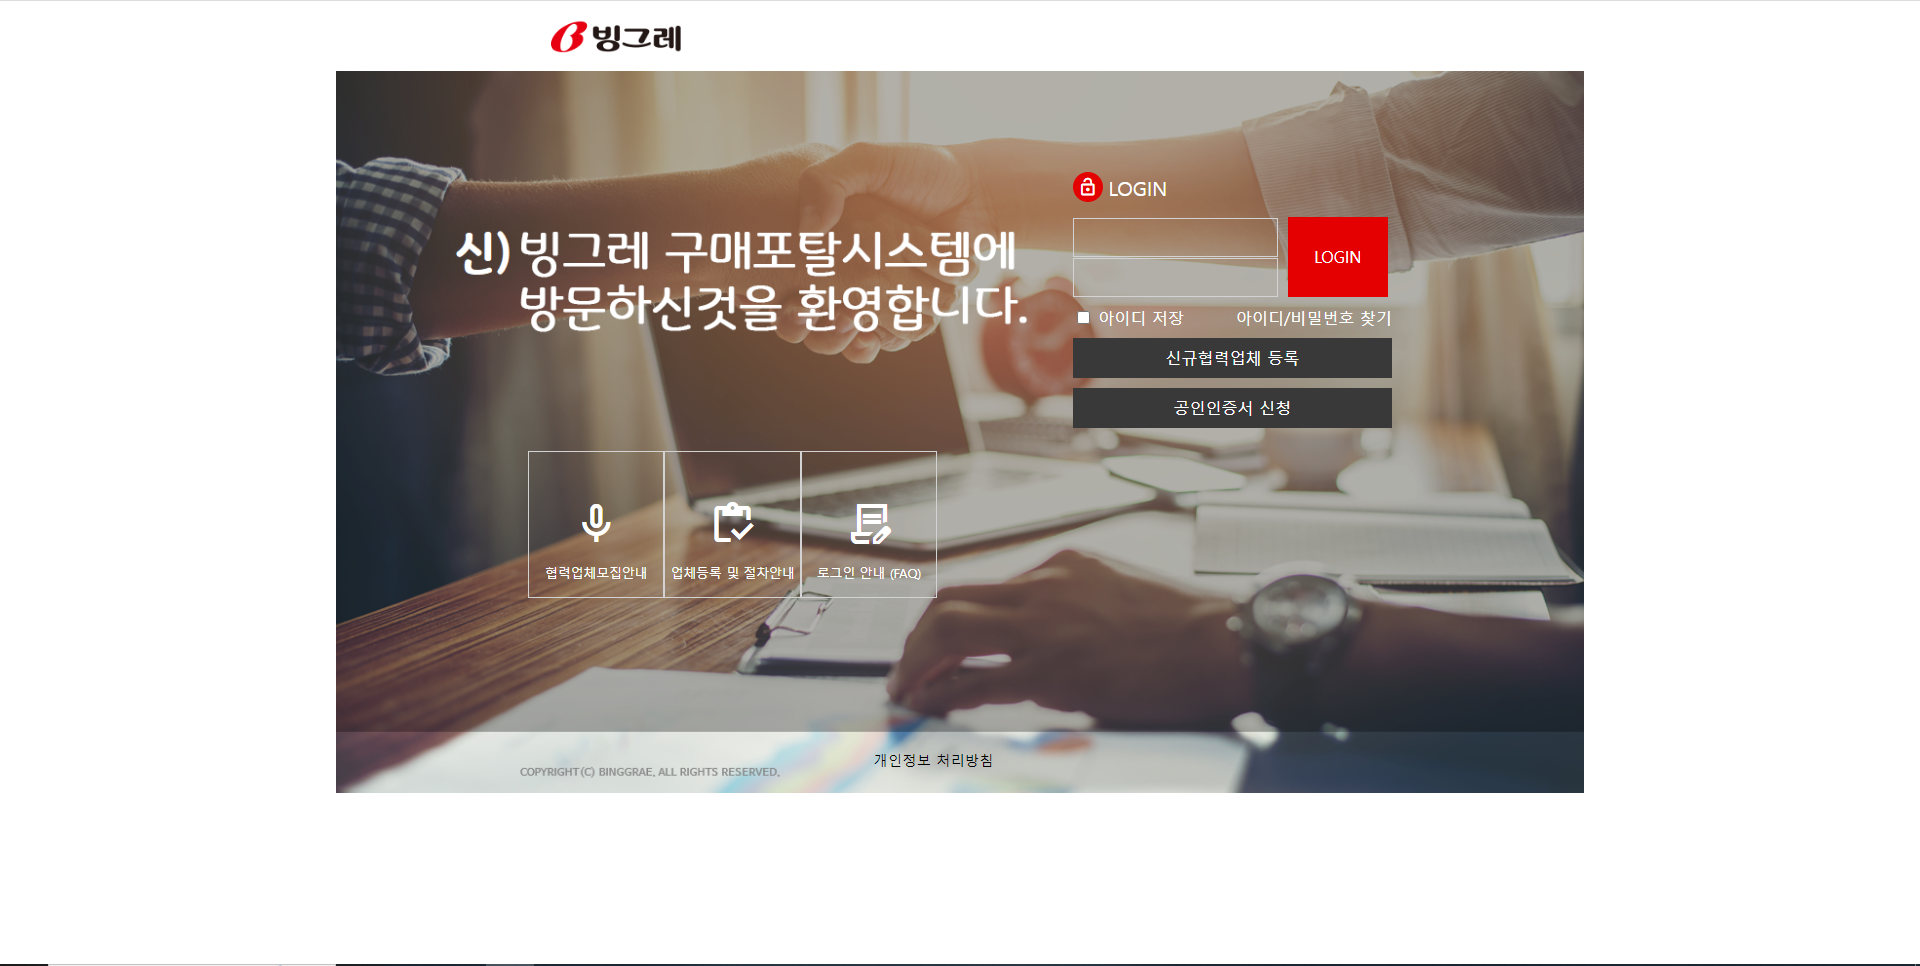 빙그레
LOGIN
신) 빙그레 구매포탈시스템에
방문하신것을 환영합니다.
LOGIN
아이디 저장
아이디/비밀번호 찾기
신규협력업체 등록
공인인증서 신청
협력업체모집안내
업체등록 및 절차안내
로그인 안내 (FAQ)
개인정보 처리방침
COPYRIGHT(C) BINGGRAE. ALL RIGHTS RESERVED.